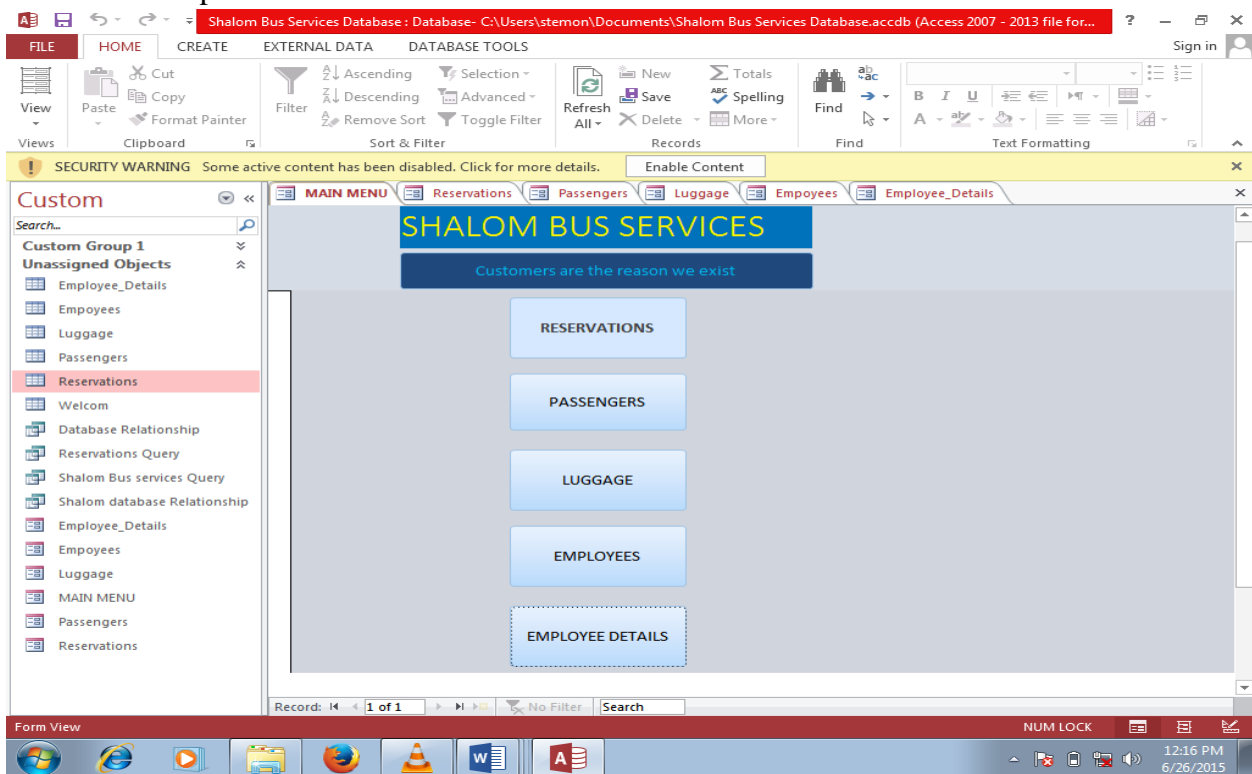 Shalom Bus Services Database : Database- C:\Users\stemon\Documents\Shalom Bus Services Database.accdb (Access 2007 - 2013 file for...
FILE HOME CREATE EXTERNAL DATA DATABASE TOOLS Sign in
View
Views
Paste
Cut
Copy
Format Painter
Clipboard
Filter
Ascending
Descending
Remove Sort
Selection
Advanced
Toggle Filter
Sort & Filter
Refresh
All
New
Save
Delete
Totals
Spelling
More
Records
Find
Find
Text Formatting
SECURITY WARNING Some active content has been disabled. Click for more details. Enable Content
Custom
Search...
Custom Group 1
Unassigned Objects
Employee_Details
Empoyees
Luggage
Passengers
Reservations
Welcom
Database Relationship
Reservations Query
Shalom Bus services Query
Shalom database Relationship
Employee_Details
Empoyees
Luggage
MAIN MENU
Passengers
Reservations
MAIN MENU Reservations Passengers Luggage Empoyees Employee_Details
SHALOM BUS SERVICES
Customers are the reason we exist
RESERVATIONS
PASSENGERS
LUGGAGE
EMPLOYEES
EMPLOYEE DETAILS
Record: 1 of 1 No Filter Search
Form View NUM LOCK
12:16 PM
6/26/2015